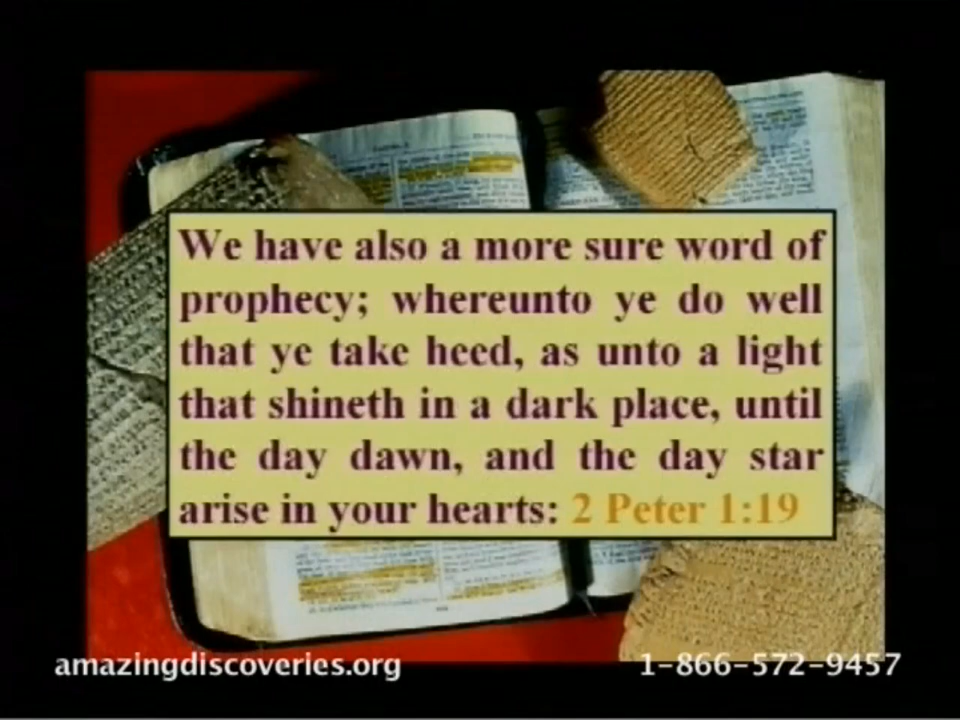 We have also a more sure word of
prophecy; whereunto ye do well
that ye take heed, as unto a light
that shineth in a dark place, until
the day dawn, and the day star
arise in your hearts: 2 Peter 1:19
amazingdiscoveries.org
1-866-572-9457